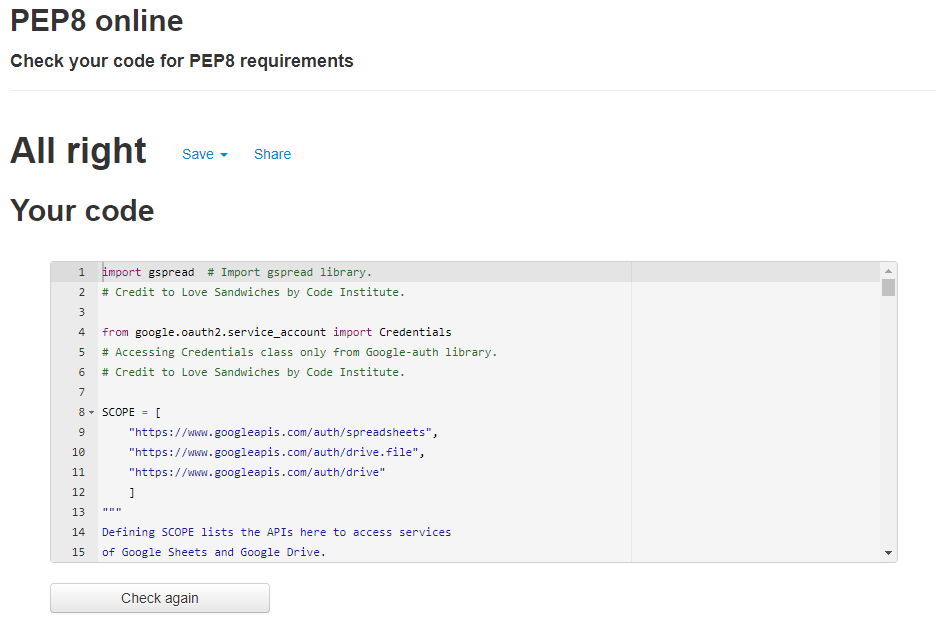 PEP8 online
Check your code for PEP8 requirements
All right Save Share
Your code
1 import gspread  # Import gspread library.
2 # Credit to Love Sandwiches by Code Institute.
3
4 from google.oauth2.service_account import Credentials
5 # Accessing Credentials class only from Google-auth library.
6 # Credit to Love Sandwiches by Code Institute.
7
8 SCOPE = [
9     "https://www.googleapis.com/auth/spreadsheets",
10     "https://www.googleapis.com/auth/drive.file",
11     "https://www.googleapis.com/auth/drive"
12     ]
13 """
14 Defining SCOPE lists the APIs here to access services
15 of Google Sheets and Google Drive.
Check again